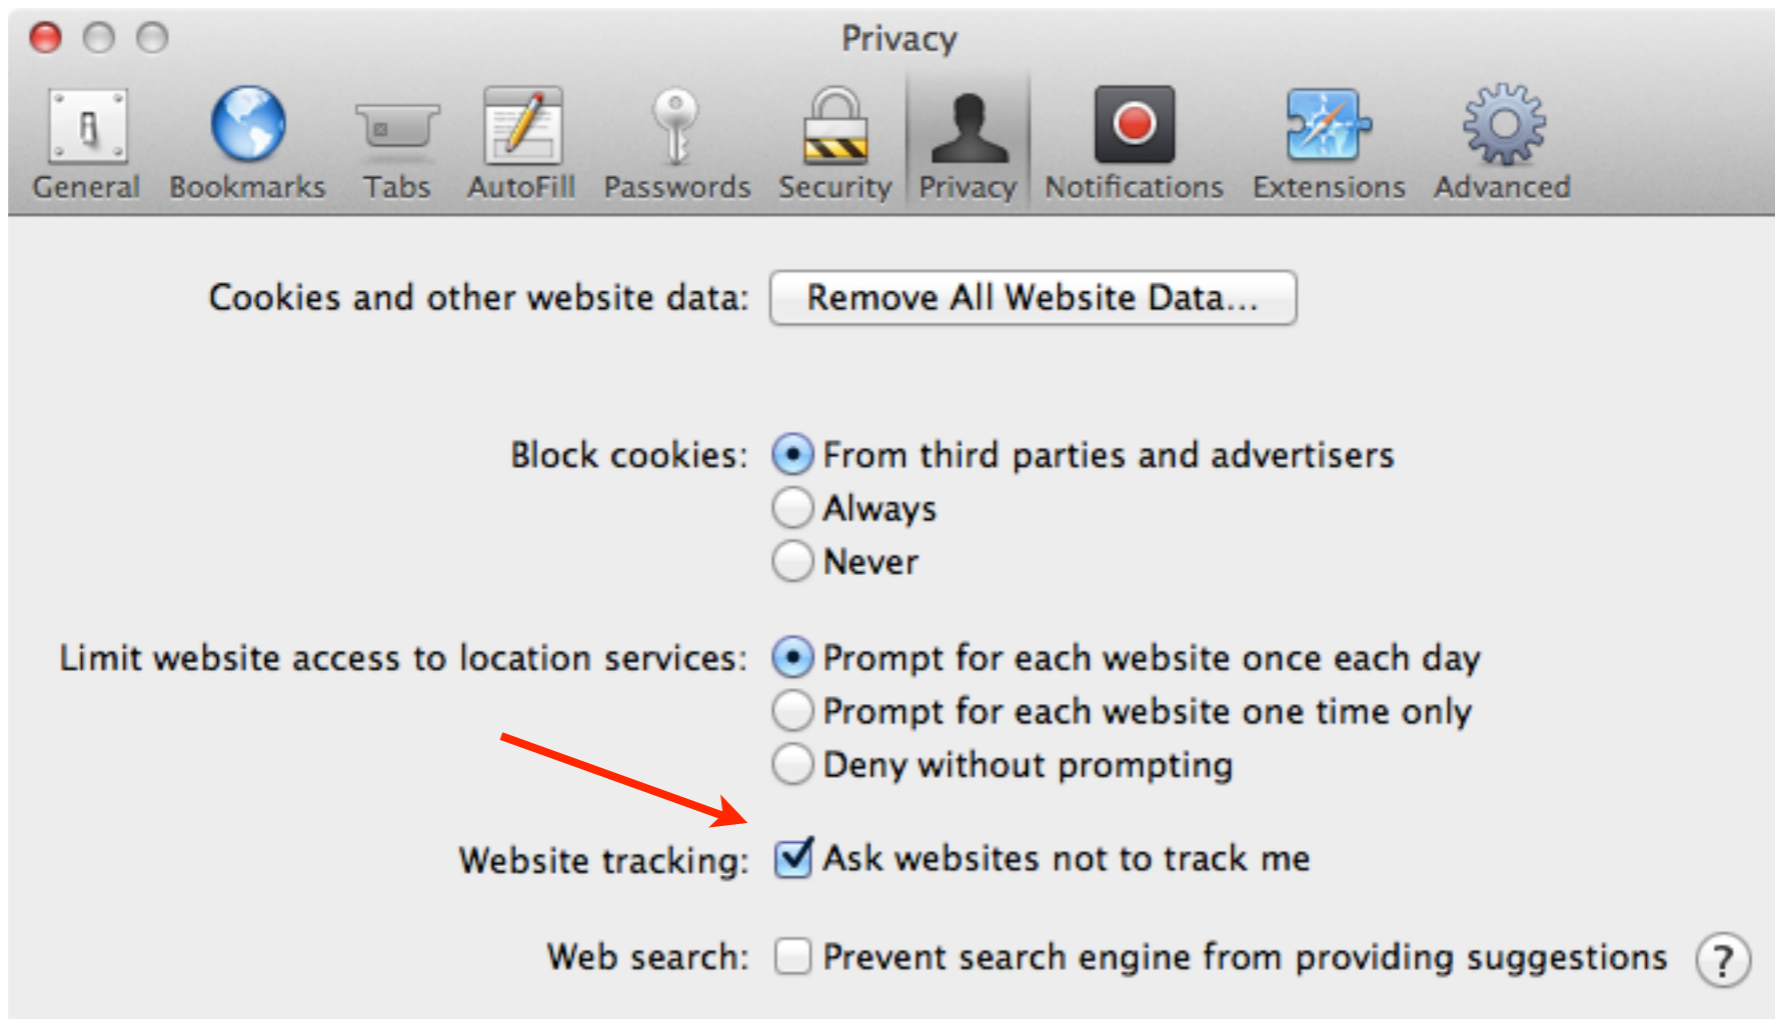 Privacy
General Bookmarks Tabs AutoFill Passwords Security Privacy Notifications Extensions Advanced
Cookies and other website data: Remove All Website Data...
Block cookies: From third parties and advertisers
Always
Never
Limit website access to location services: Prompt for each website once each day
Prompt for each website one time only
Deny without prompting
Website tracking: Ask websites not to track me
Web search: Prevent search engine from providing suggestions ?